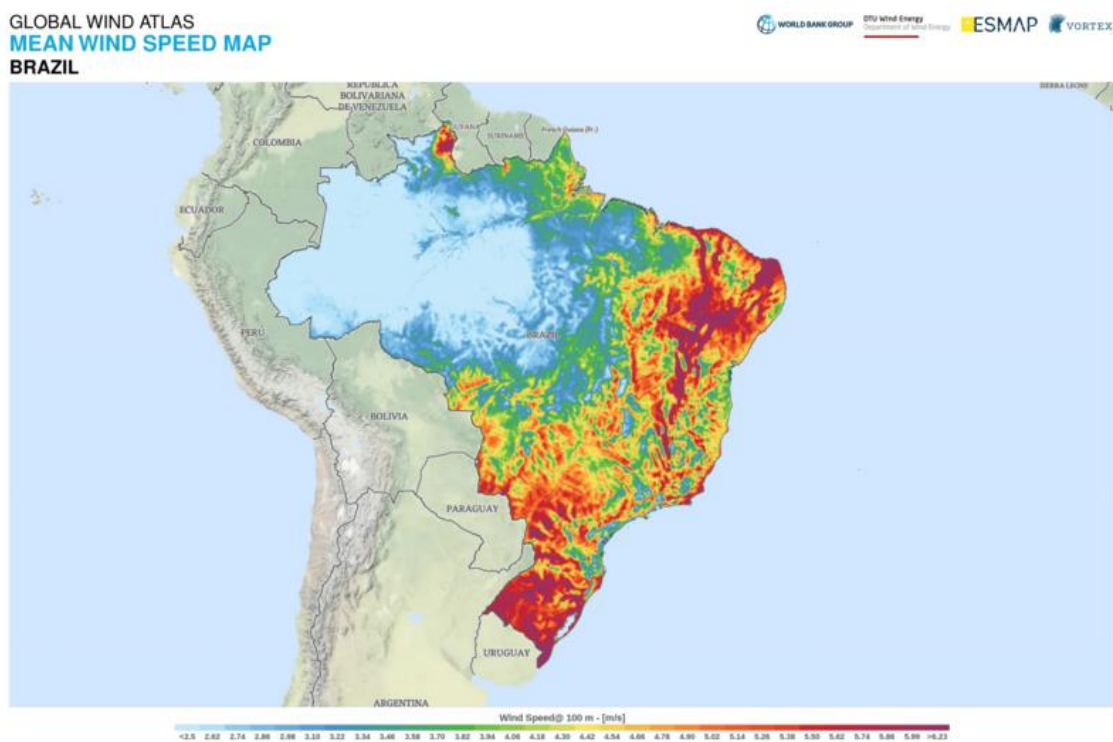 GLOBAL WIND ATLAS
MEAN WIND SPEED MAP
BRAZIL
WORLD BANK GROUP
DTU Wind Energy
Department of Wind Energy
ESMAP
VORTEX
REPÚBLICA
BOLIVARIANA
DE VENEZUELA
SIERRA LEONE
GUYANA
SURINAME
French Guiana (Fr.)
COLOMBIA
ECUADOR
PERU
BRAZIL
BOLIVIA
PARAGUAY
URUGUAY
ARGENTINA
Wind Speed@ 100 m - [m/s]
<2.5 2.62 2.74 2.86 2.98 3.10 3.22 3.34 3.46 3.58 3.70 3.82 3.94 4.06 4.18 4.30 4.42 4.54 4.66 4.78 4.90 5.02 5.14 5.26 5.38 5.50 5.62 5.74 5.86 5.99 >6.23